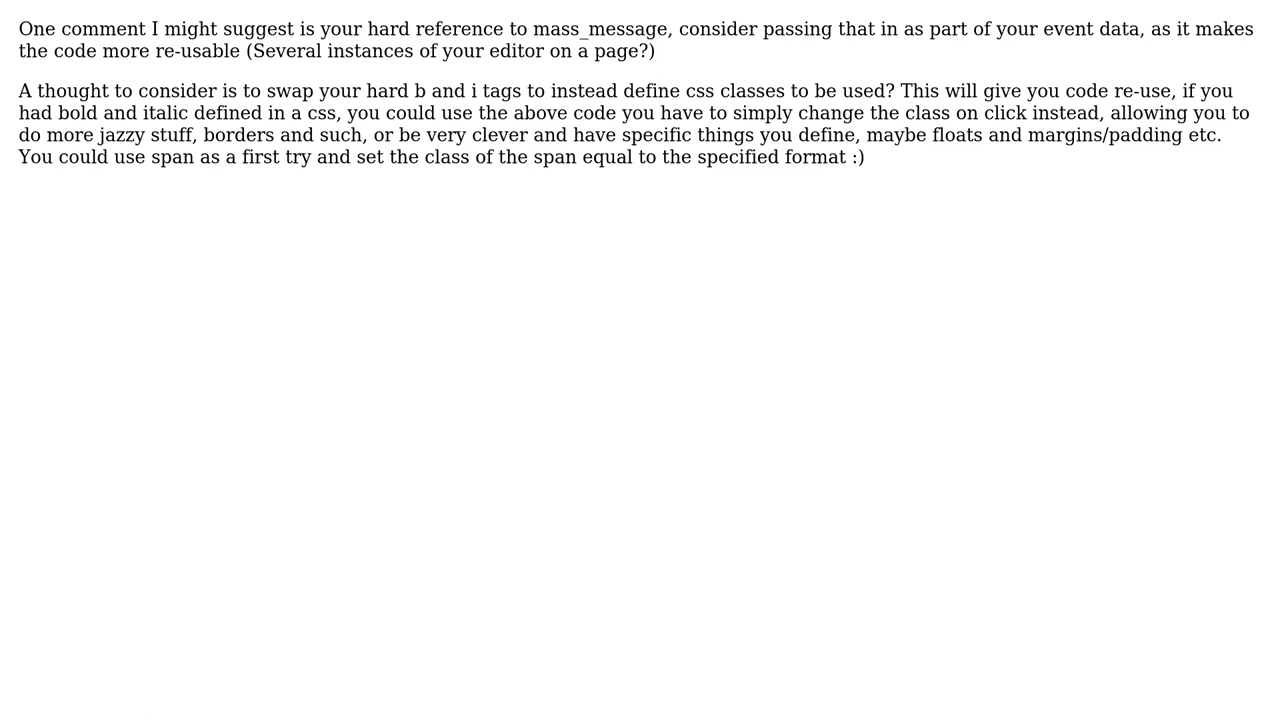 One comment I might suggest is your hard reference to mass_message, consider passing that in as part of your event data, as it makes
the code more re-usable (Several instances of your editor on a page?)
A thought to consider is to swap your hard b and i tags to instead define css classes to be used? This will give you code re-use, if you
had bold and italic defined in a css, you could use the above code you have to simply change the class on click instead, allowing you to
do more jazzy stuff, borders and such, or be very clever and have specific things you define, maybe floats and margins/padding etc.
You could use span as a first try and set the class of the span equal to the specified format :)